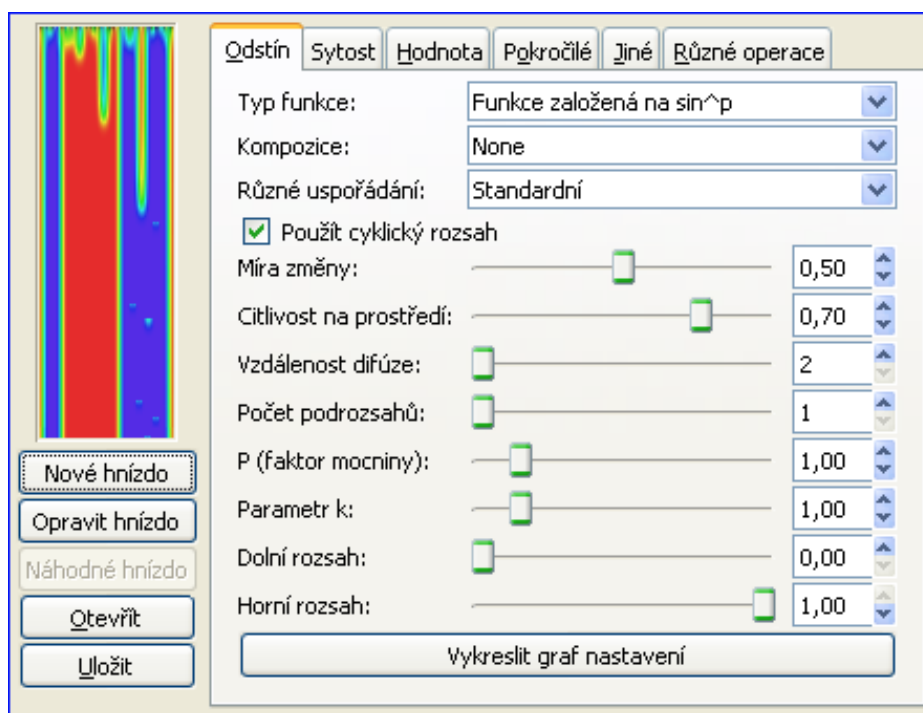 Odstín Sytost Hodnota Pokročilé Jiné Různé operace
Typ funkce: Funkce založená na sin^p
Kompozice: None
Různé uspořádání: Standardní
Použít cyklický rozsah
Míra změny: 0,50
Citlivost na prostředí: 0,70
Vzdálenost difúze: 2
Počet podrozsahů: 1
P (faktor mocniny): 1,00
Parametr k: 1,00
Dolní rozsah: 0,00
Horní rozsah: 1,00
Vykreslit graf nastavení
Nové hnízdo
Opravit hnízdo
Náhodné hnízdo
Otevřít
Uložit